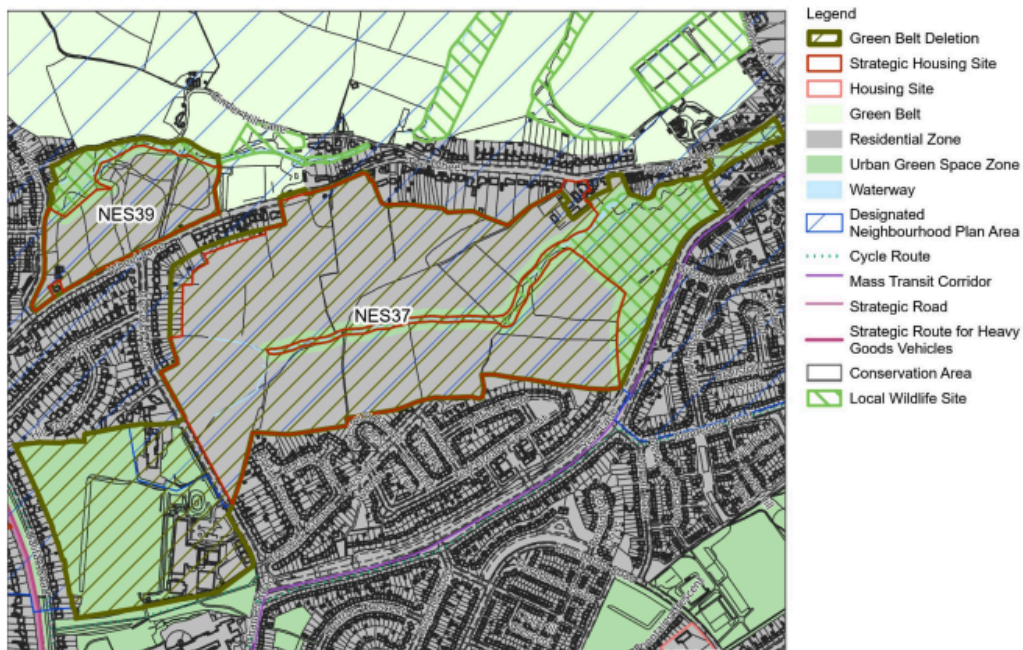 Legend
Green Belt Deletion
Strategic Housing Site
Housing Site
Green Belt
Residential Zone
Urban Green Space Zone
Waterway
Designated
Neighbourhood Plan Area
Cycle Route
Mass Transit Corridor
Strategic Road
Strategic Route for Heavy
Goods Vehicles
Conservation Area
Local Wildlife Site
NES39
NES37